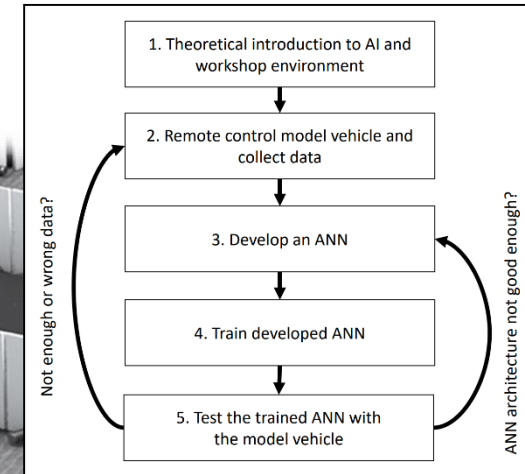 1. Theoretical introduction to AI and
workshop environment
2. Remote control model vehicle and
collect data
3. Develop an ANN
4. Train developed ANN
5. Test the trained ANN with
the model vehicle
Not enough or wrong data?
ANN architecture not good enough?